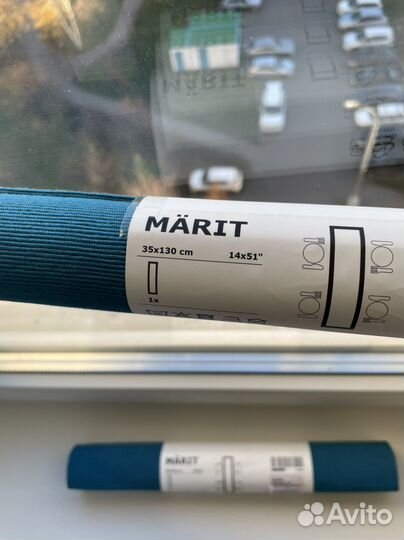 MÄRIT
35x130 cm 14x51"
1x
MÄRIT
Avito